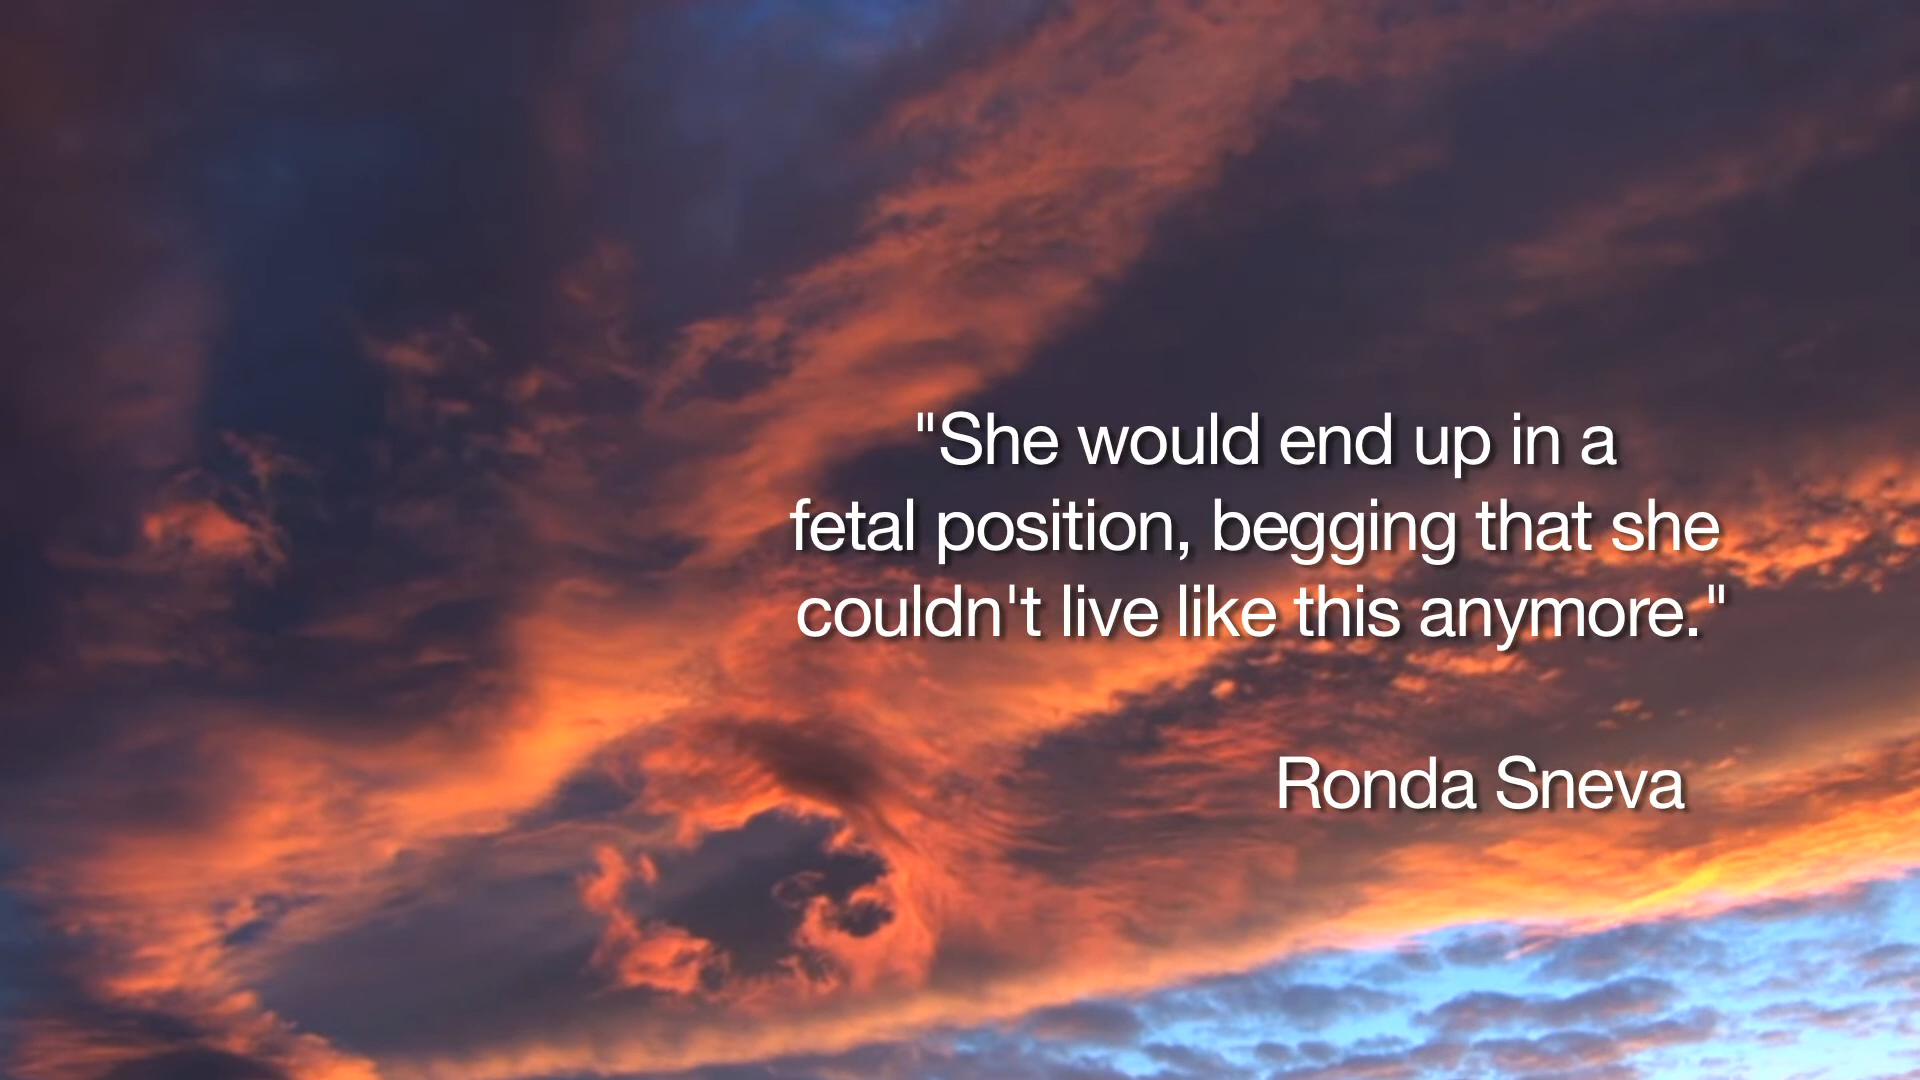 "She would end up in a
fetal position, begging that she
couldn't live like this anymore."
Ronda Sneva